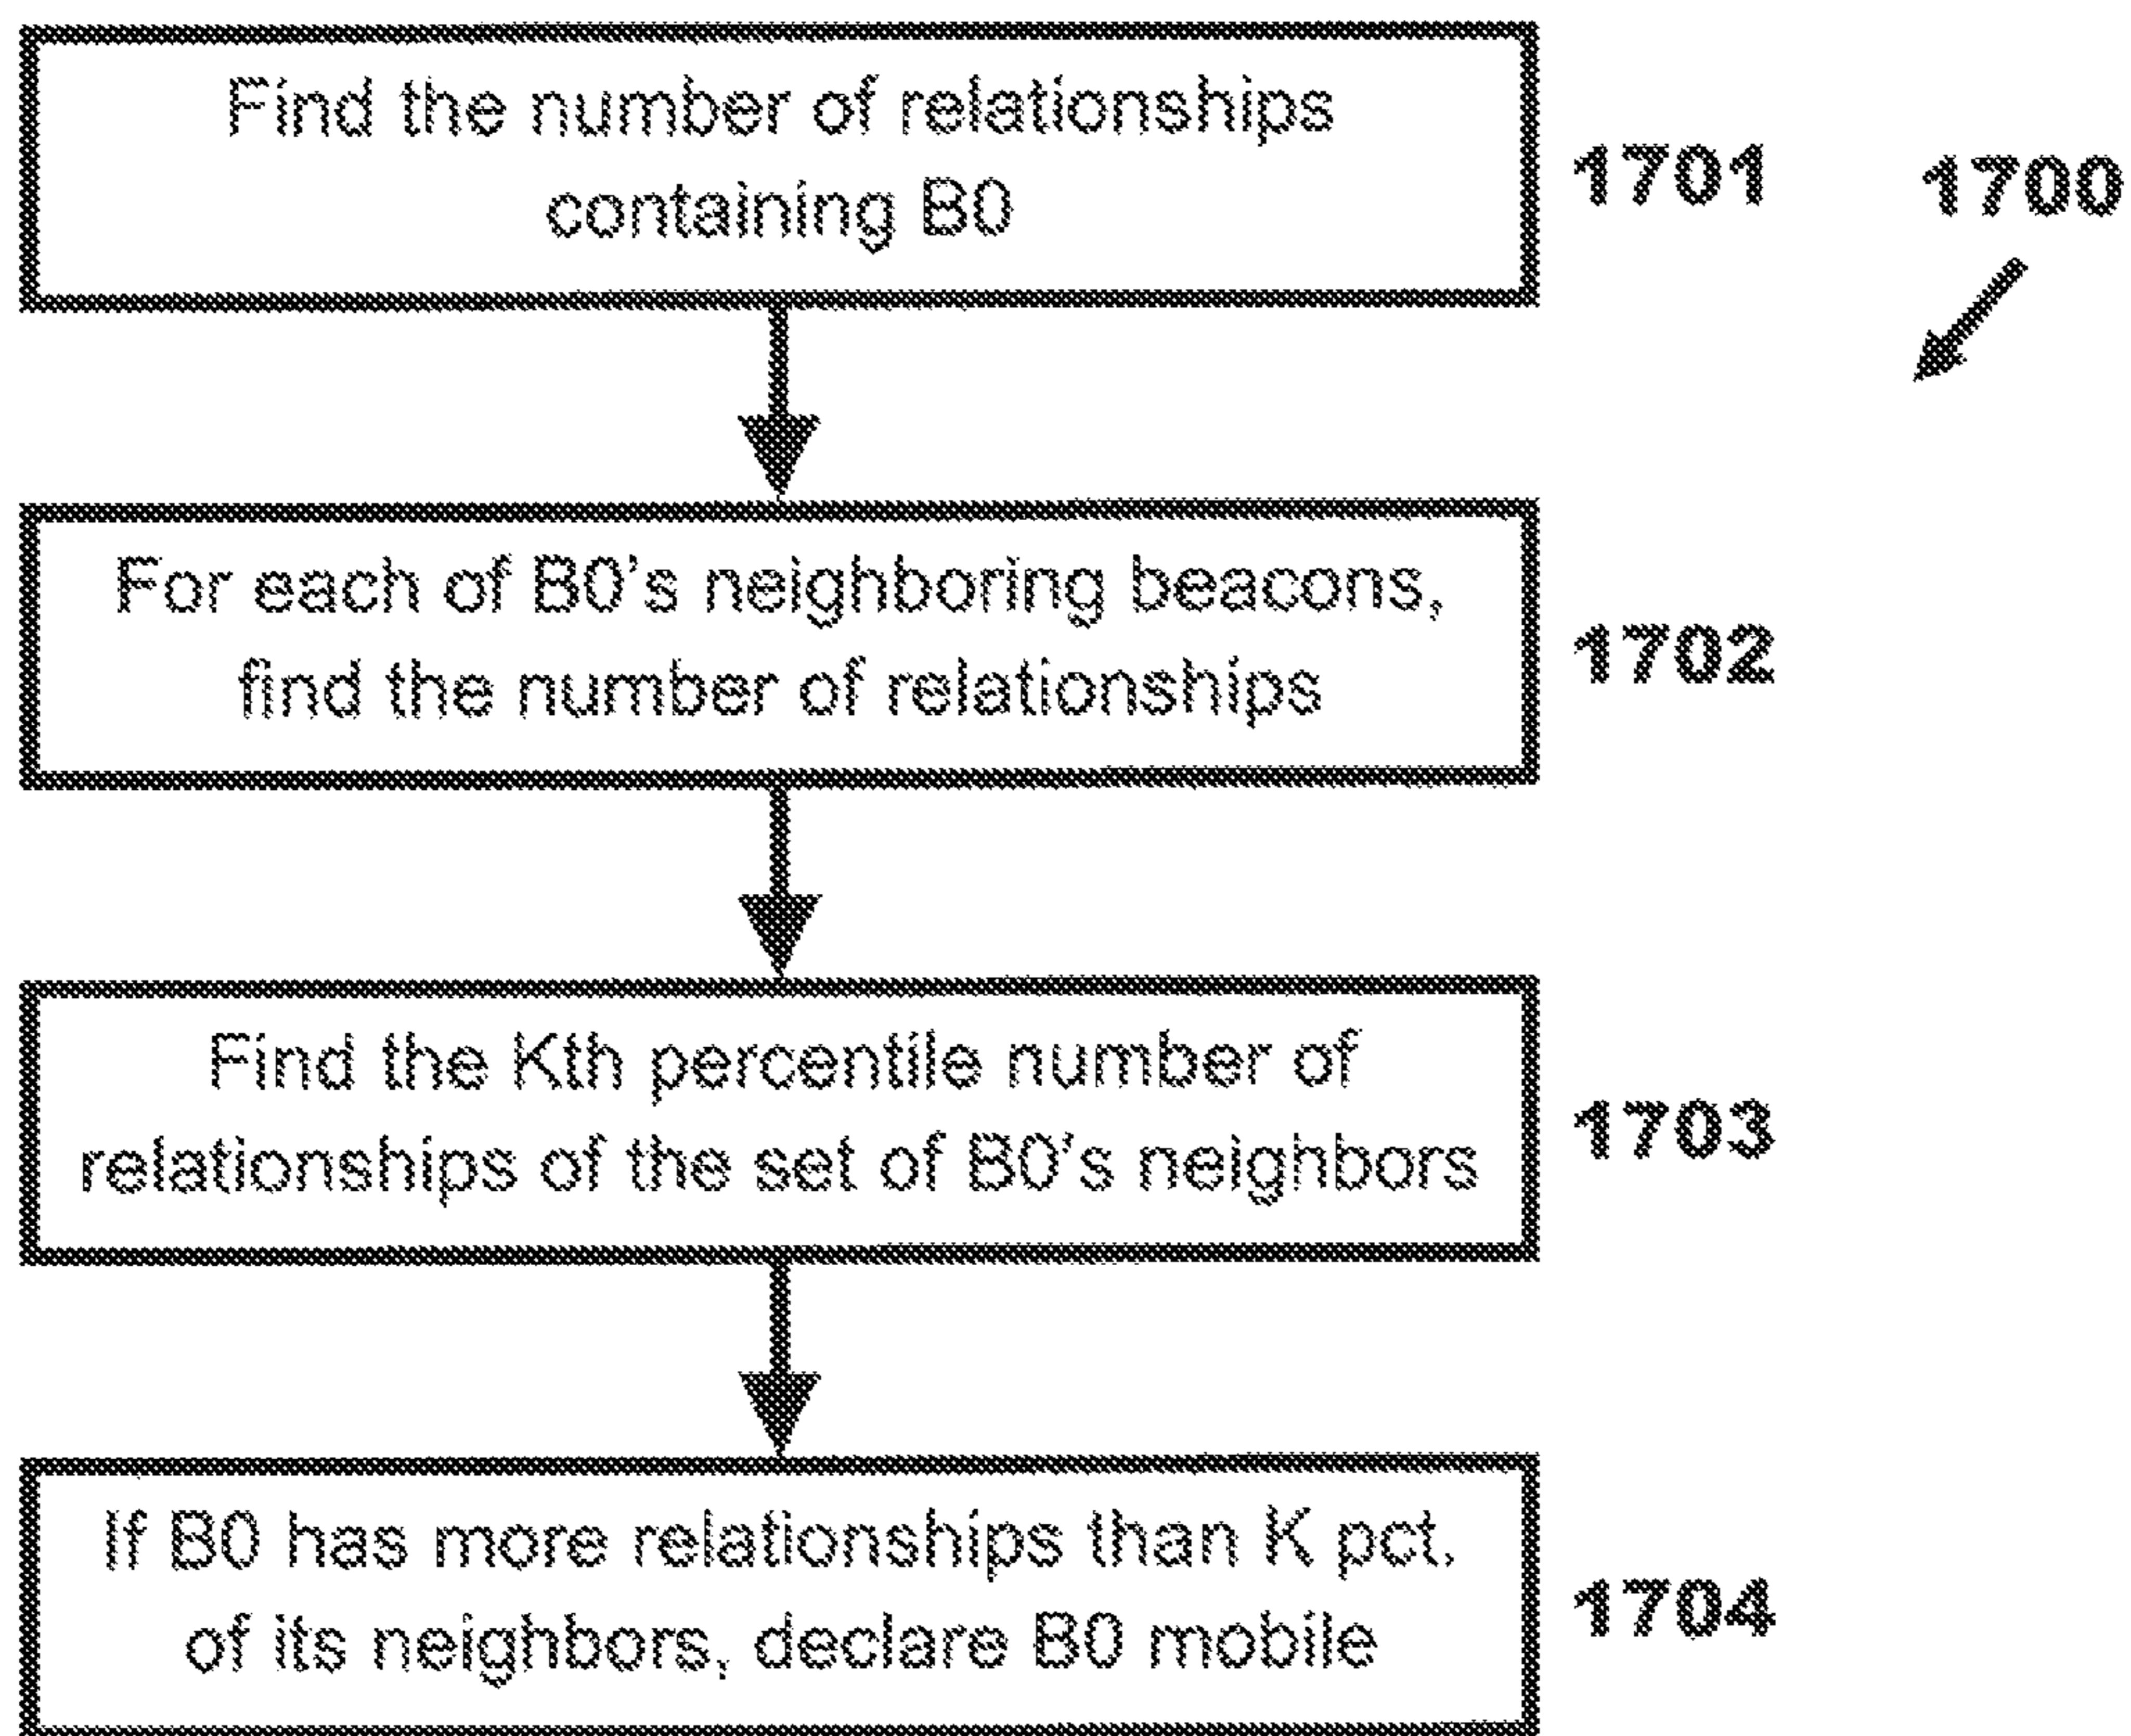 Find the number of relationships
containing B0
1701
1700
For each of B0's neighboring beacons,
find the number of relationships
1702
Find the Kth percentile number of
relationships of the set of B0's neighbors
1703
If B0 has more relationships than K pct.
of its neighbors, declare B0 mobile
1704